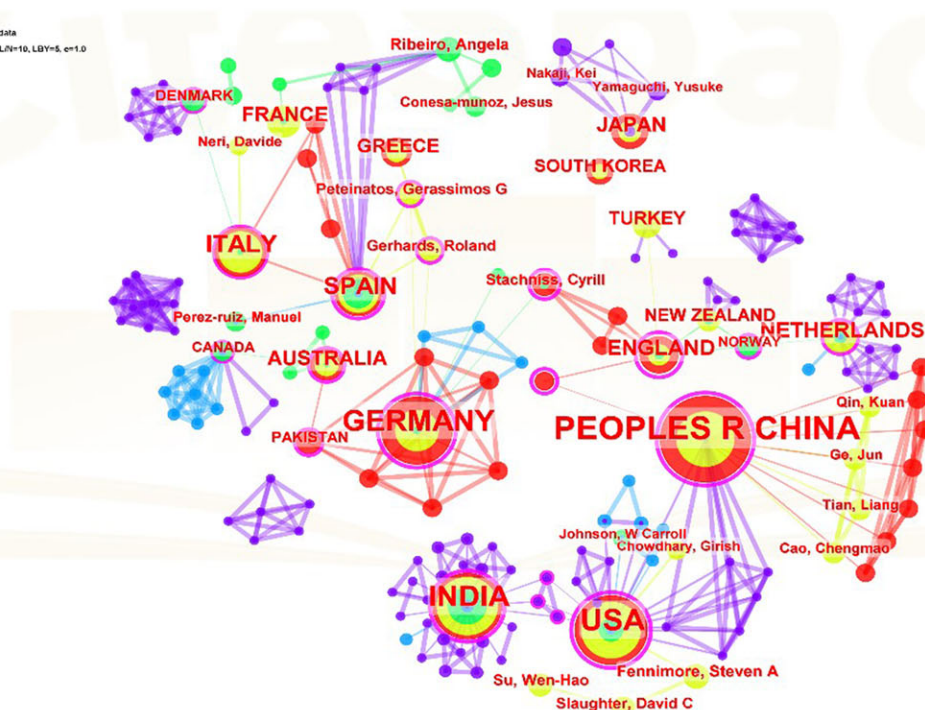 data
L/N=10, LBY=5, e=1.0
Ribeiro, Angela
Nakaji, Kei
Yamaguchi, Yusuke
DENMARK
Conesa-munoz, Jesus
FRANCE
JAPAN
Neri, Davide
GREECE
SOUTH KOREA
Peteinatos, Gerassimos G
TURKEY
ITALY
Gerhards, Roland
SPAIN
Stachniss, Cyrill
Perez-ruiz, Manuel
NEW ZEALAND
NETHERLANDS
CANADA
AUSTRALIA
ENGLAND
NORWAY
Qin, Kuan
GERMANY
PEOPLES R CHINA
PAKISTAN
Ge, Jun
Tian, Liang
Johnson, W Carroll
Chowdhary, Girish
Cao, Chengmao
INDIA
USA
Fennimore, Steven A
Su, Wen-Hao
Slaughter, David C